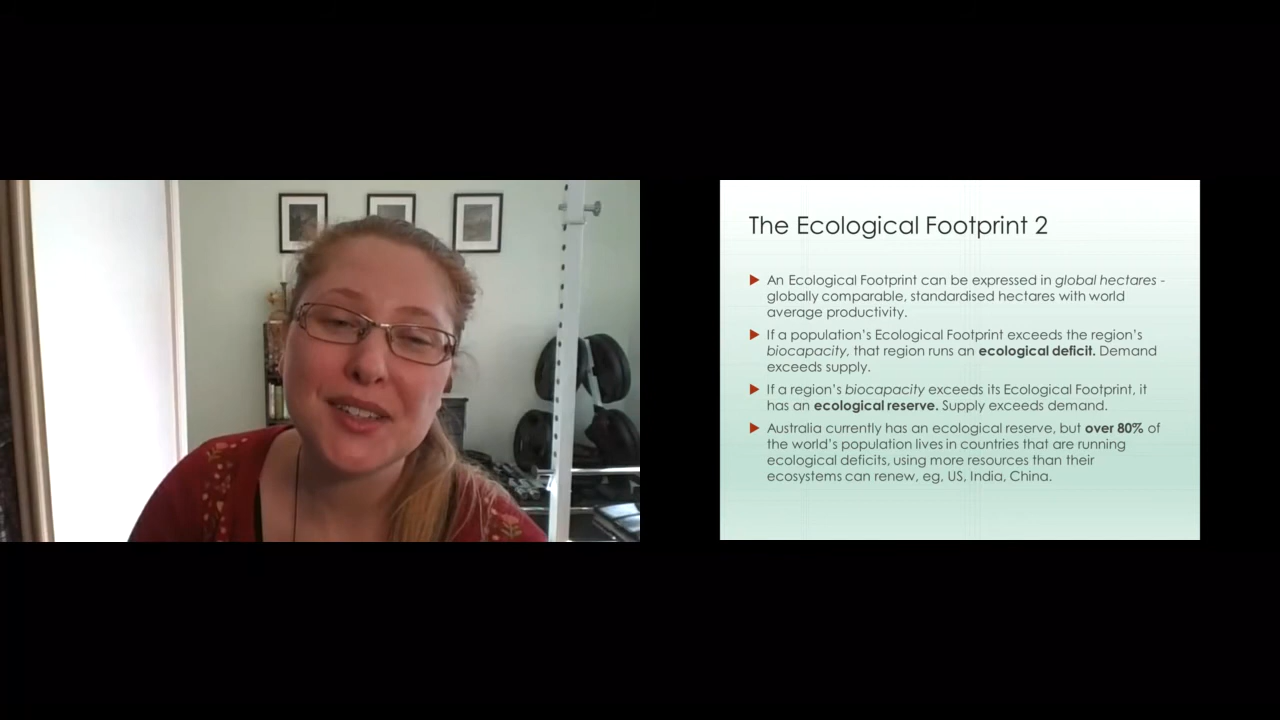 The Ecological Footprint 2
An Ecological Footprint can be expressed in global hectares -
globally comparable, standardised hectares with world
average productivity.
If a population's Ecological Footprint exceeds the region's
biocapacity, that region runs an ecological deficit. Demand
exceeds supply.
If a region's biocapacity exceeds its Ecological Footprint, it
has an ecological reserve. Supply exceeds demand.
Australia currently has an ecological reserve, but over 80% of
the world's population lives in countries that are running
ecological deficits, using more resources than their
ecosystems can renew, eg, US, India, China.